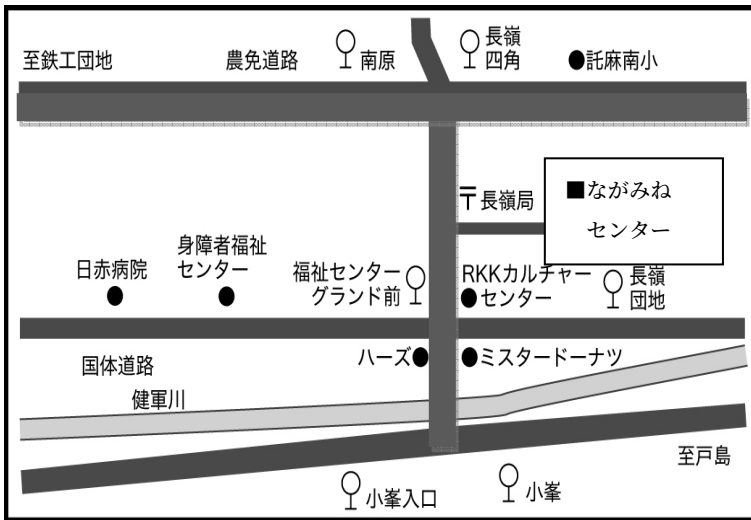 至鉄工団地
農免道路
南原
長嶺
四角
●託麻南小
■ながみね
センター
〒長嶺局
日赤病院
身障者福祉
センター
福祉センター
グランド前
RKKカルチャー
●センター
長嶺
団地
国体道路
ハーズ●
●ミスタードーナツ
健軍川
至戸島
小峯入口
小峯